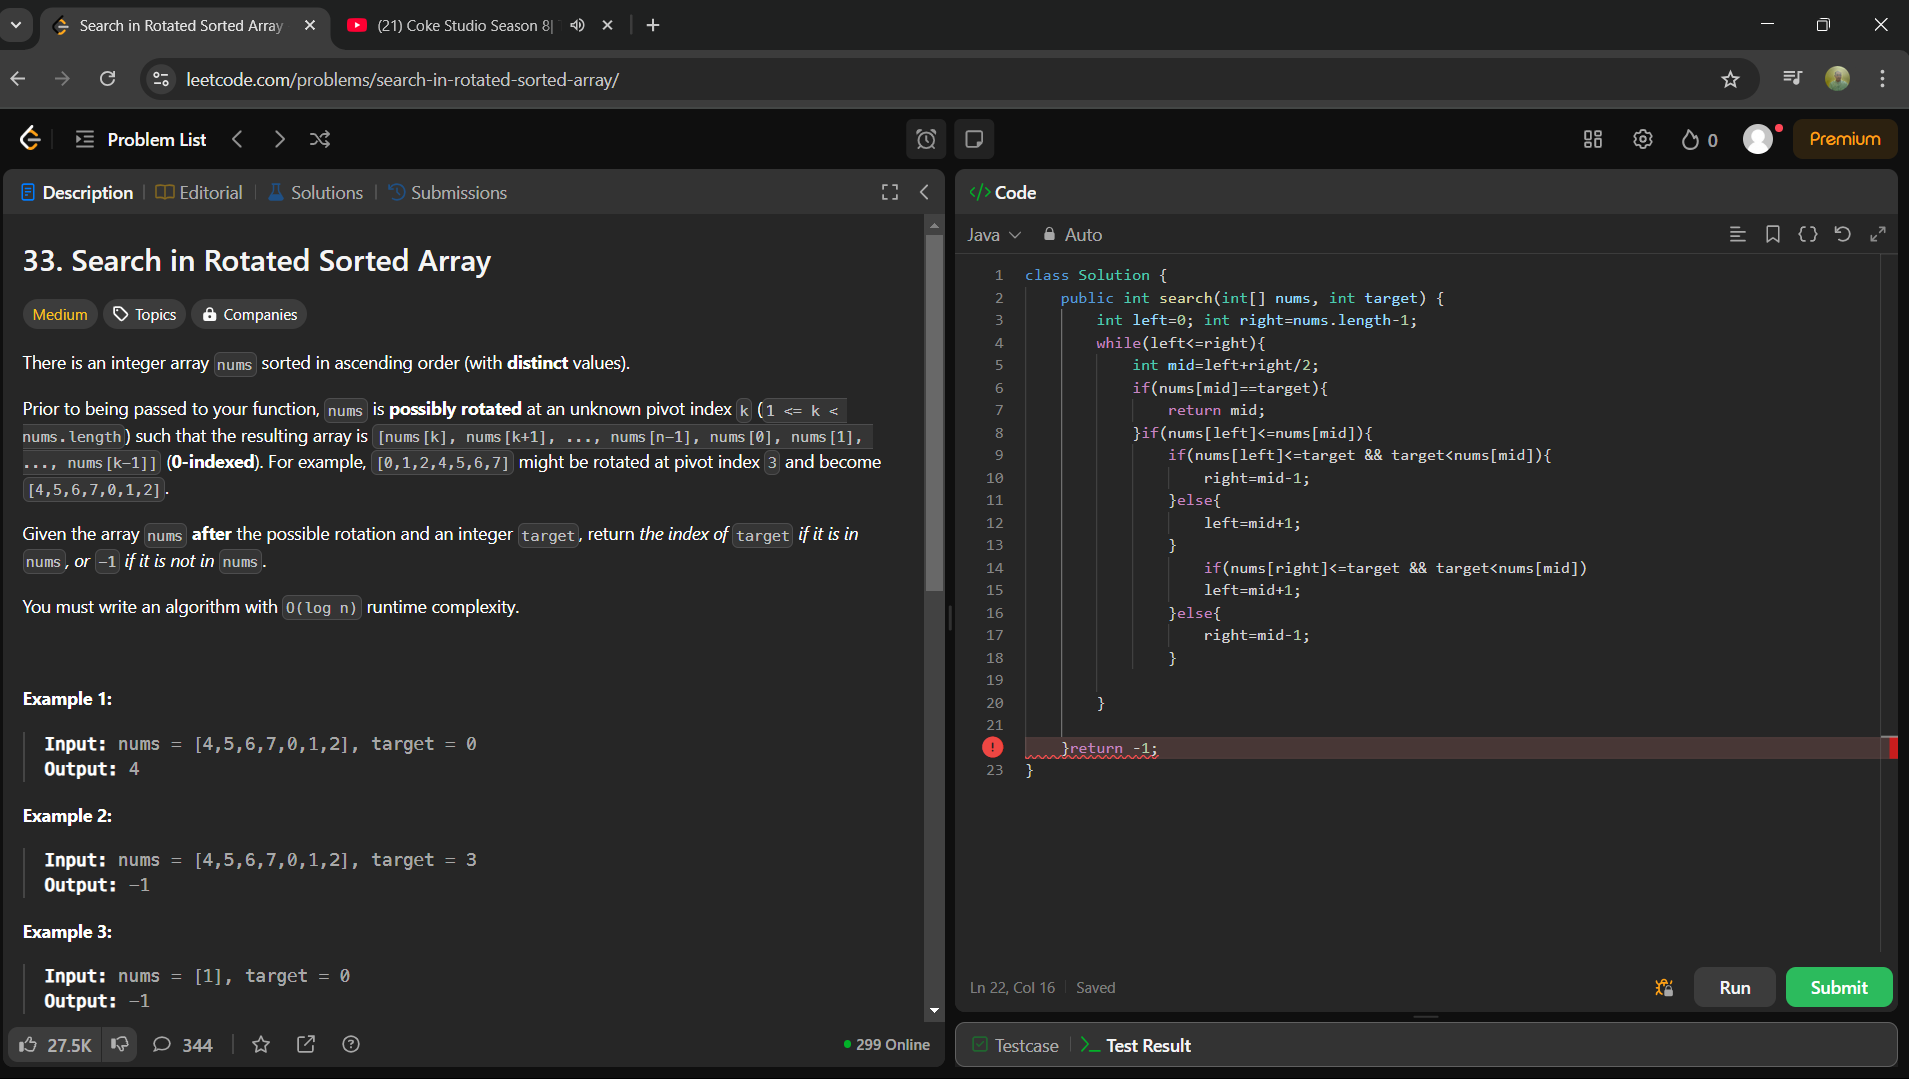 Search in Rotated Sorted Array
(21) Coke Studio Season 8|
leetcode.com/problems/search-in-rotated-sorted-array/
Problem List
0
Premium
Description
Editorial
Solutions
Submissions
33. Search in Rotated Sorted Array
Medium
Topics
Companies
There is an integer array nums sorted in ascending order (with distinct values).
Prior to being passed to your function, nums is possibly rotated at an unknown pivot index k (1 <= k <
nums.length) such that the resulting array is [nums[k], nums[k+1], ..., nums[n-1], nums[0], nums[1],
..., nums[k-1]] (0-indexed). For example, [0,1,2,4,5,6,7] might be rotated at pivot index 3 and become
[4,5,6,7,0,1,2].
Given the array nums after the possible rotation and an integer target, return the index of target if it is in
nums, or -1 if it is not in nums.
You must write an algorithm with O(log n) runtime complexity.
Example 1:
Input: nums = [4,5,6,7,0,1,2], target = 0
Output: 4
Example 2:
Input: nums = [4,5,6,7,0,1,2], target = 3
Output: -1
Example 3:
Input: nums = [1], target = 0
Output: -1
27.5K
344
299 Online
</> Code
Java
Auto
1 class Solution {
2 public int search(int[] nums, int target) {
3 int left=0; int right=nums.length-1;
4 while(left<=right){
5 int mid=left+right/2;
6 if(nums[mid]==target){
7 return mid;
8 }if(nums[left]<=nums[mid]){
9 if(nums[left]<=target && target<nums[mid]){
10 right=mid-1;
11 }else{
12 left=mid+1;
13 }
14 if(nums[right]<=target && target<nums[mid])
15 left=mid+1;
16 }else{
17 right=mid-1;
18 }
19
20 }
21
}return -1;
23 }
Ln 22, Col 16
Saved
Run
Submit
Testcase
Test Result